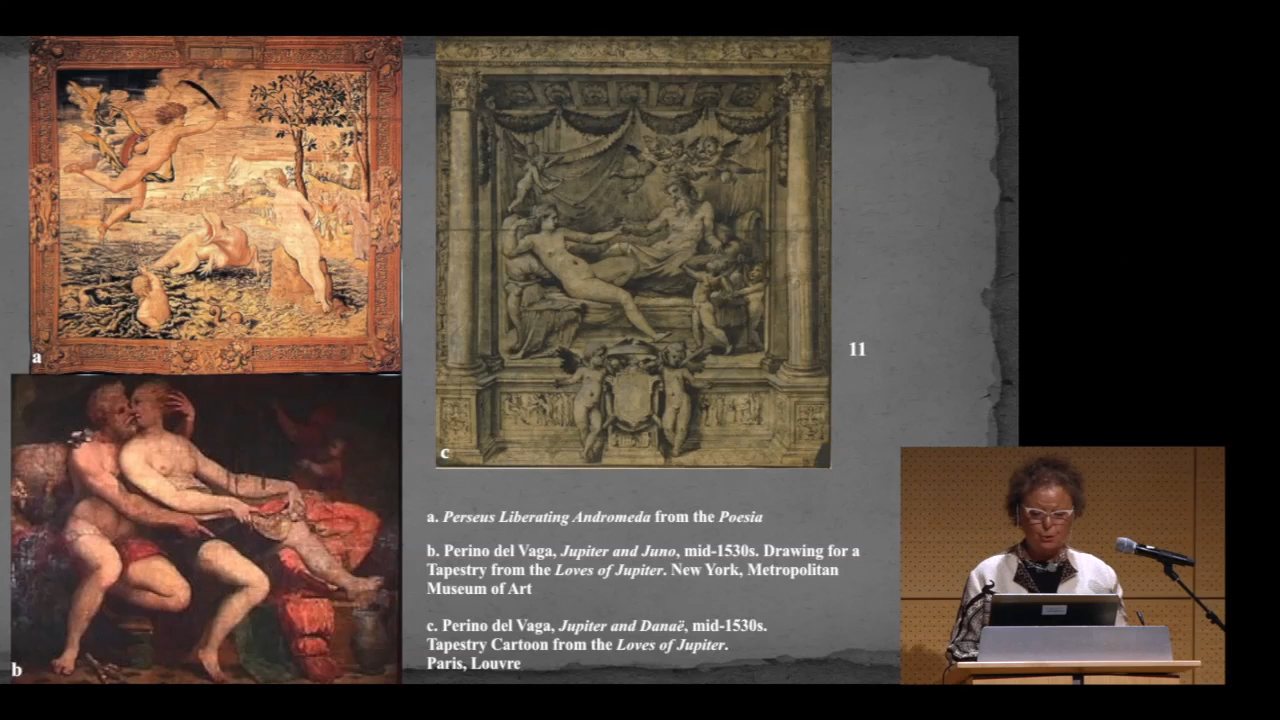 a
b
c
11
a. Perseus Liberating Andromeda from the Poesia
b. Perino del Vaga, Jupiter and Juno, mid-1530s. Drawing for a
Tapestry from the Loves of Jupiter. New York, Metropolitan
Museum of Art
c. Perino del Vaga, Jupiter and Danaë, mid-1530s.
Tapestry Cartoon from the Loves of Jupiter.
Paris, Louvre